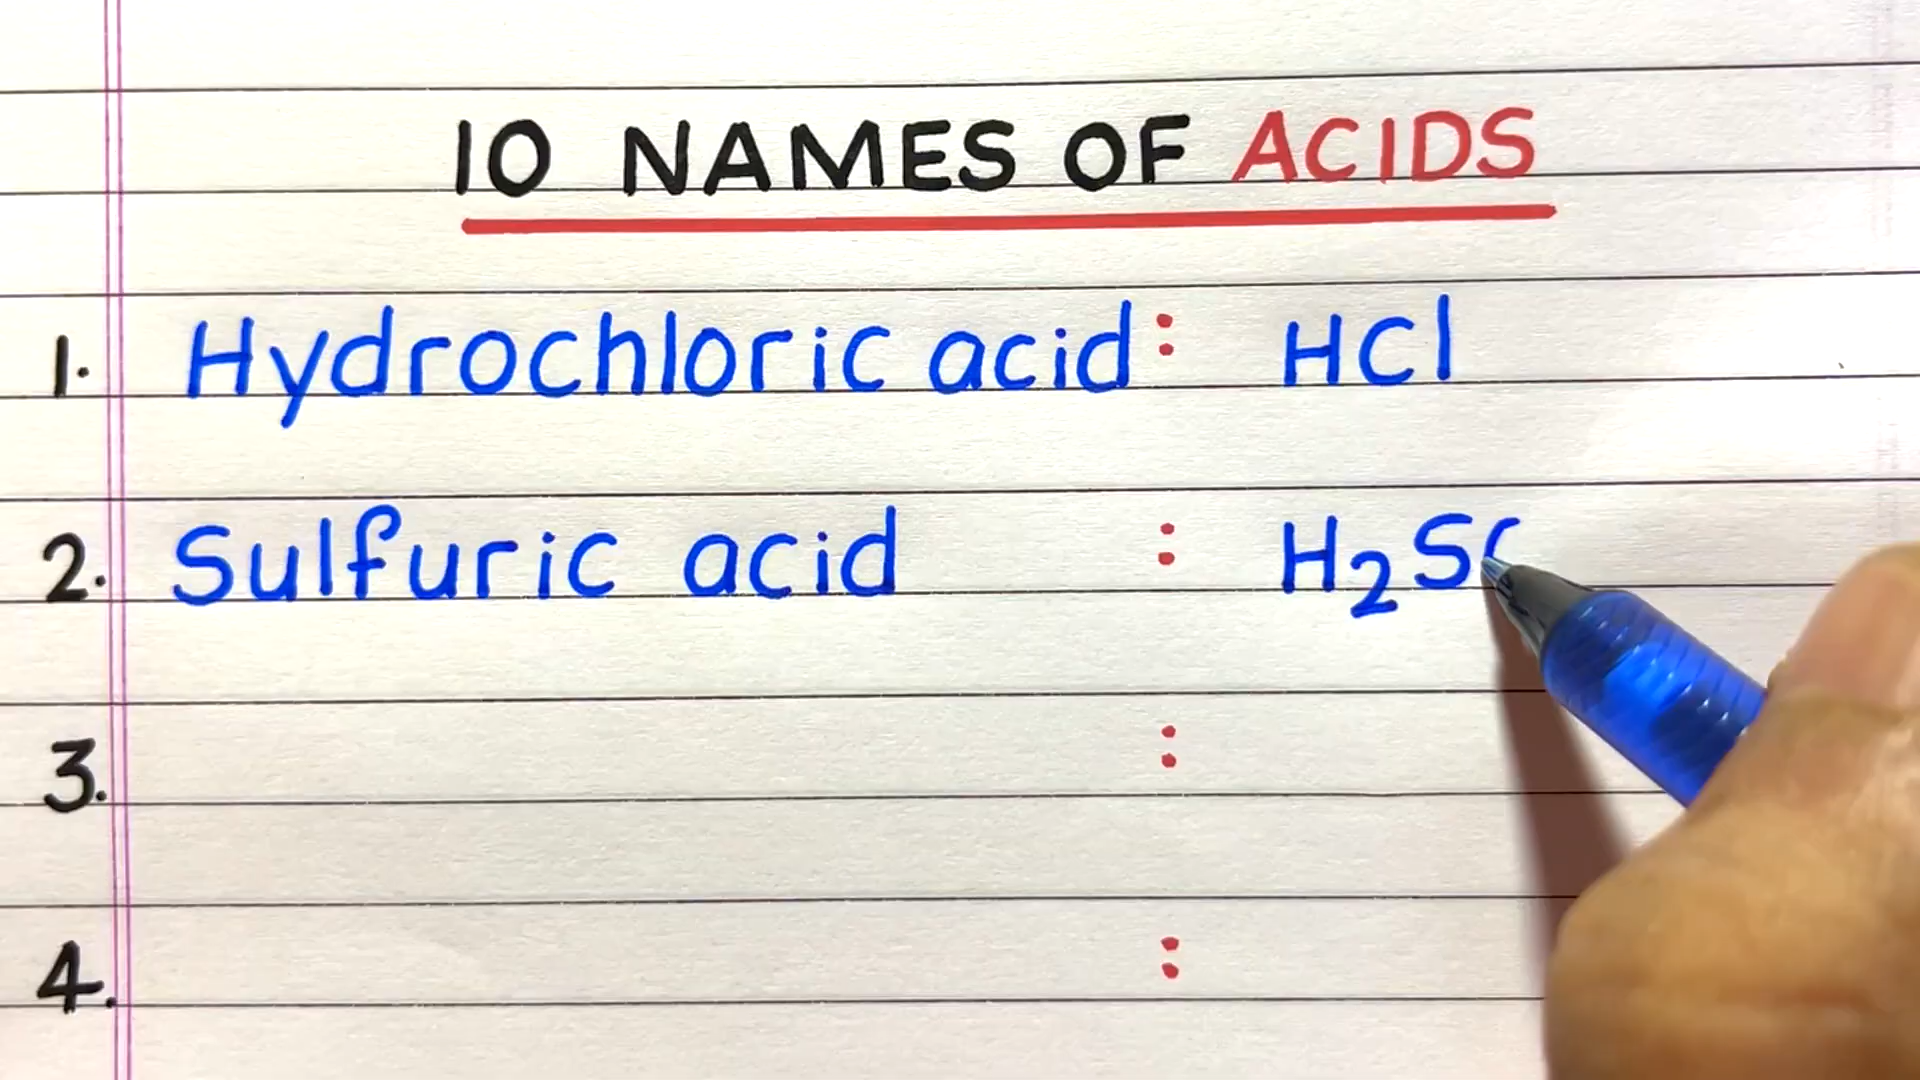 10 NAMES OF ACIDS
1. Hydrochloric acid : HCl
2. Sulfuric acid : H2S
3. :
4. :